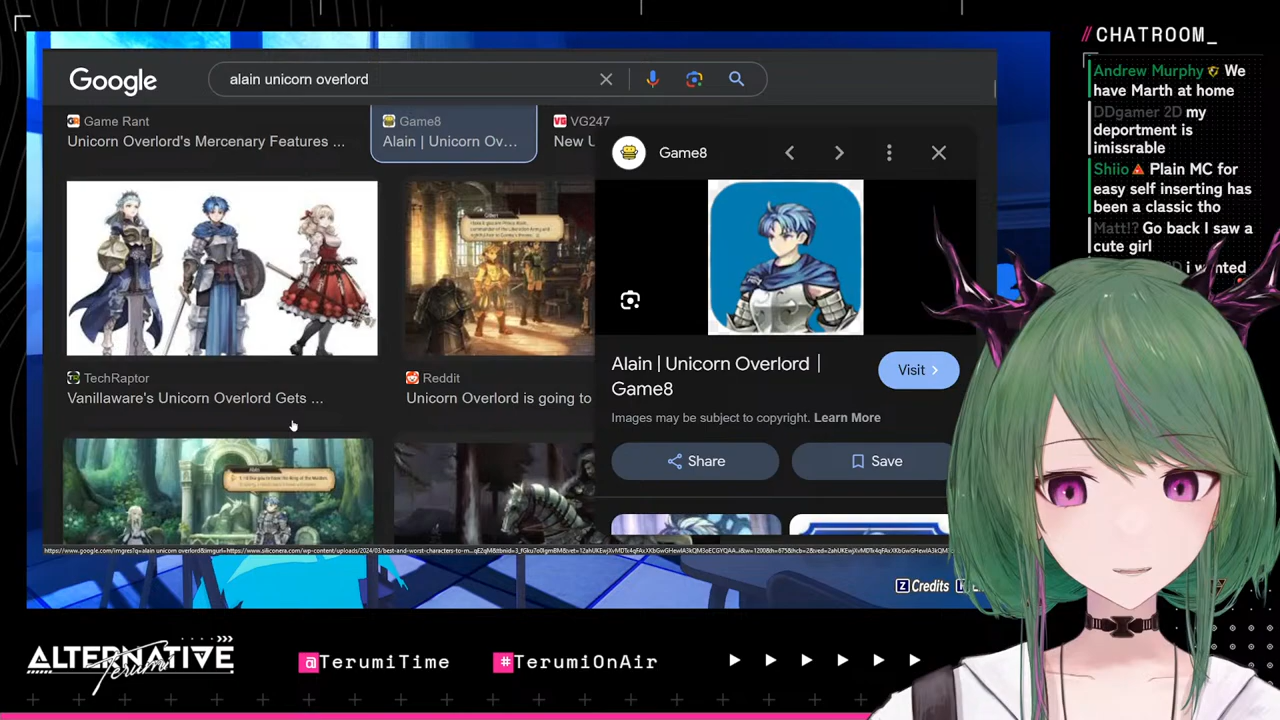 //CHATROOM_
Andrew Murphy We
have Marth at home
DDgamer 2D my
deportment is
imissrable
Shiio Plain MC for
easy self inserting has
been a classic tho
Matt!? Go back I saw a
cute girl
i wanted
Google
alain unicorn overlord
Game Rant
Unicorn Overlord's Mercenary Features ...
Game8
Alain | Unicorn Ov...
VG247
New U
Game8
TechRaptor
Vanillaware's Unicorn Overlord Gets ...
Reddit
Unicorn Overlord is going to
Alain | Unicorn Overlord |
Game8
Visit
Images may be subject to copyright. Learn More
Share
Save
Alain
Z Credits
ALTERNATIVE
Terumi
@TerumiTime
#TerumiOnAir